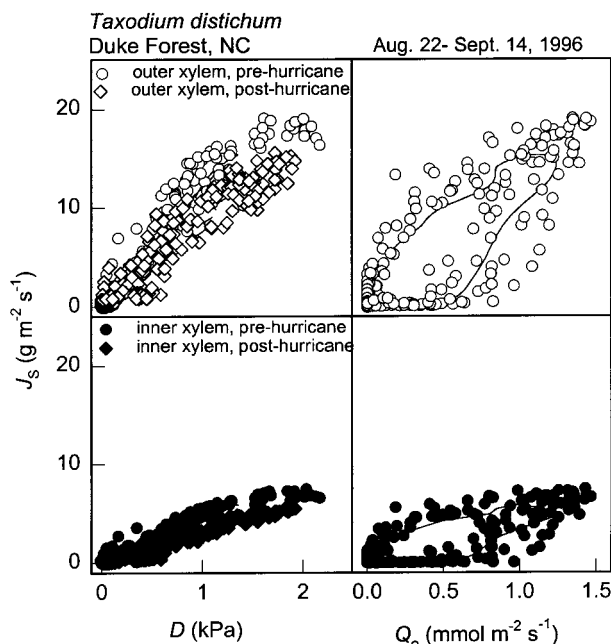 Taxodium distichum
Duke Forest, NC
Aug. 22- Sept. 14, 1996
outer xylem, pre-hurricane
outer xylem, post-hurricane
20
10
0
inner xylem, pre-hurricane
inner xylem, post-hurricane
20
10
0
J_S (g m⁻² s⁻¹)
0 1 2
0.0 0.5 1.0 1.5
D (kPa)
Q_o (mmol m⁻² s⁻¹)